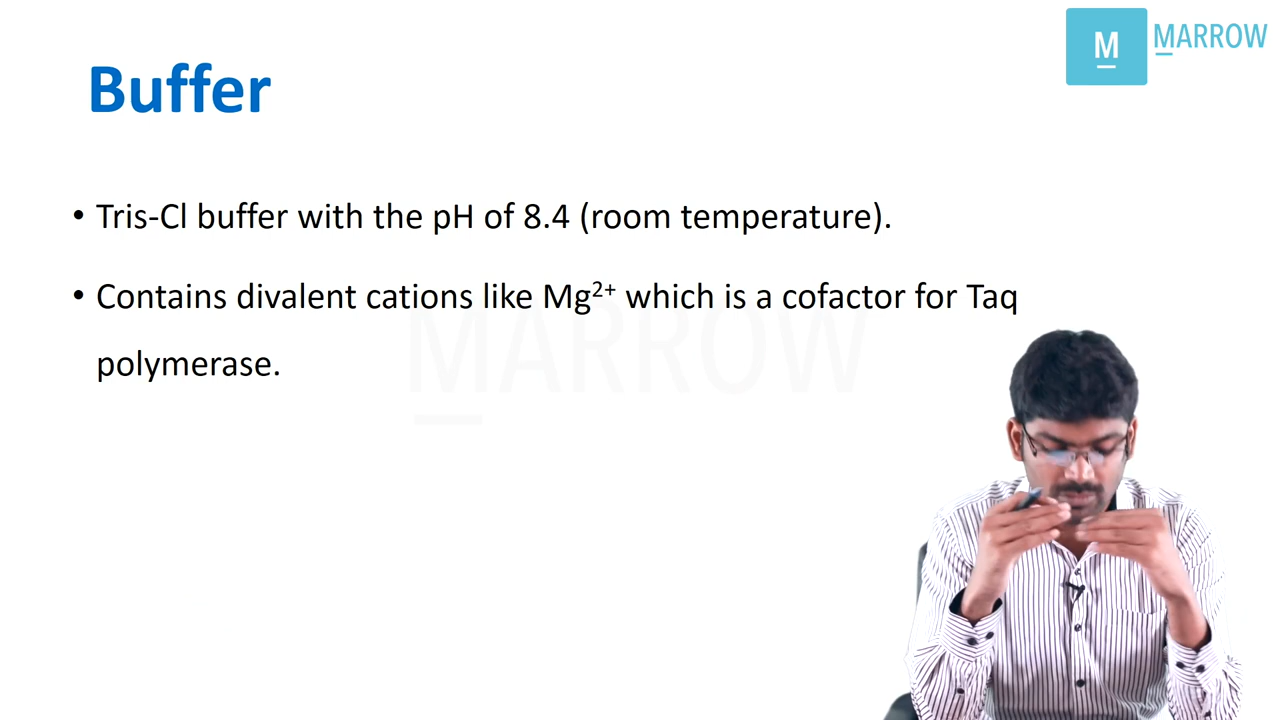 M MARROW
Buffer
• Tris-Cl buffer with the pH of 8.4 (room temperature).
• Contains divalent cations like Mg²⁺ which is a cofactor for Taq
polymerase.
MARROW